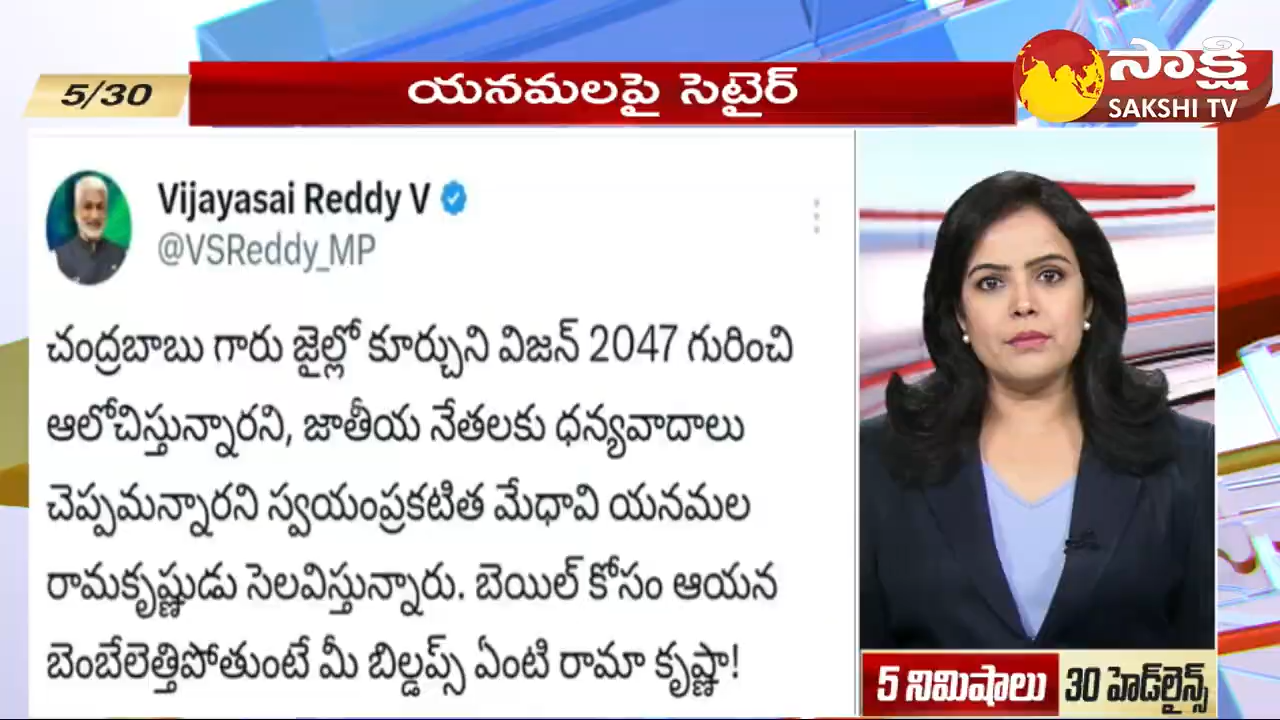 5/30
యనమలపై సెటైర్
సాక్షి
SAKSHI TV
Vijayasai Reddy V
@VSReddy_MP
చంద్రబాబు గారు జైల్లో కూర్చుని విజన్ 2047 గురించి
ఆలోచిస్తున్నారని, జాతీయ నేతలకు ధన్యవాదాలు
చెప్పమన్నారని స్వయంప్రకటిత మేధావి యనమల
రామకృష్ణుడు సెలవిస్తున్నారు. బెయిల్ కోసం ఆయన
బెంబేలెత్తిపోతుంటే మీ బిల్డప్స్ ఏంటి రామా కృష్ణా!
5 నిమిషాలు 30 హెడ్‌లైన్స్